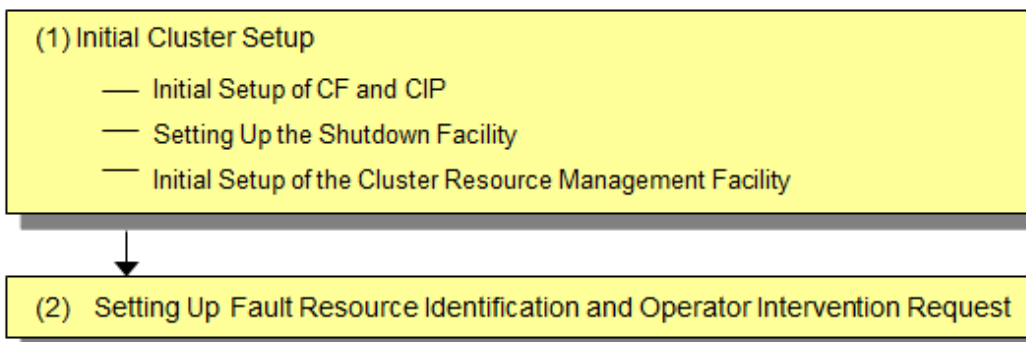 (1) Initial Cluster Setup
— Initial Setup of CF and CIP
— Setting Up the Shutdown Facility
— Initial Setup of the Cluster Resource Management Facility
(2) Setting Up Fault Resource Identification and Operator Intervention Request